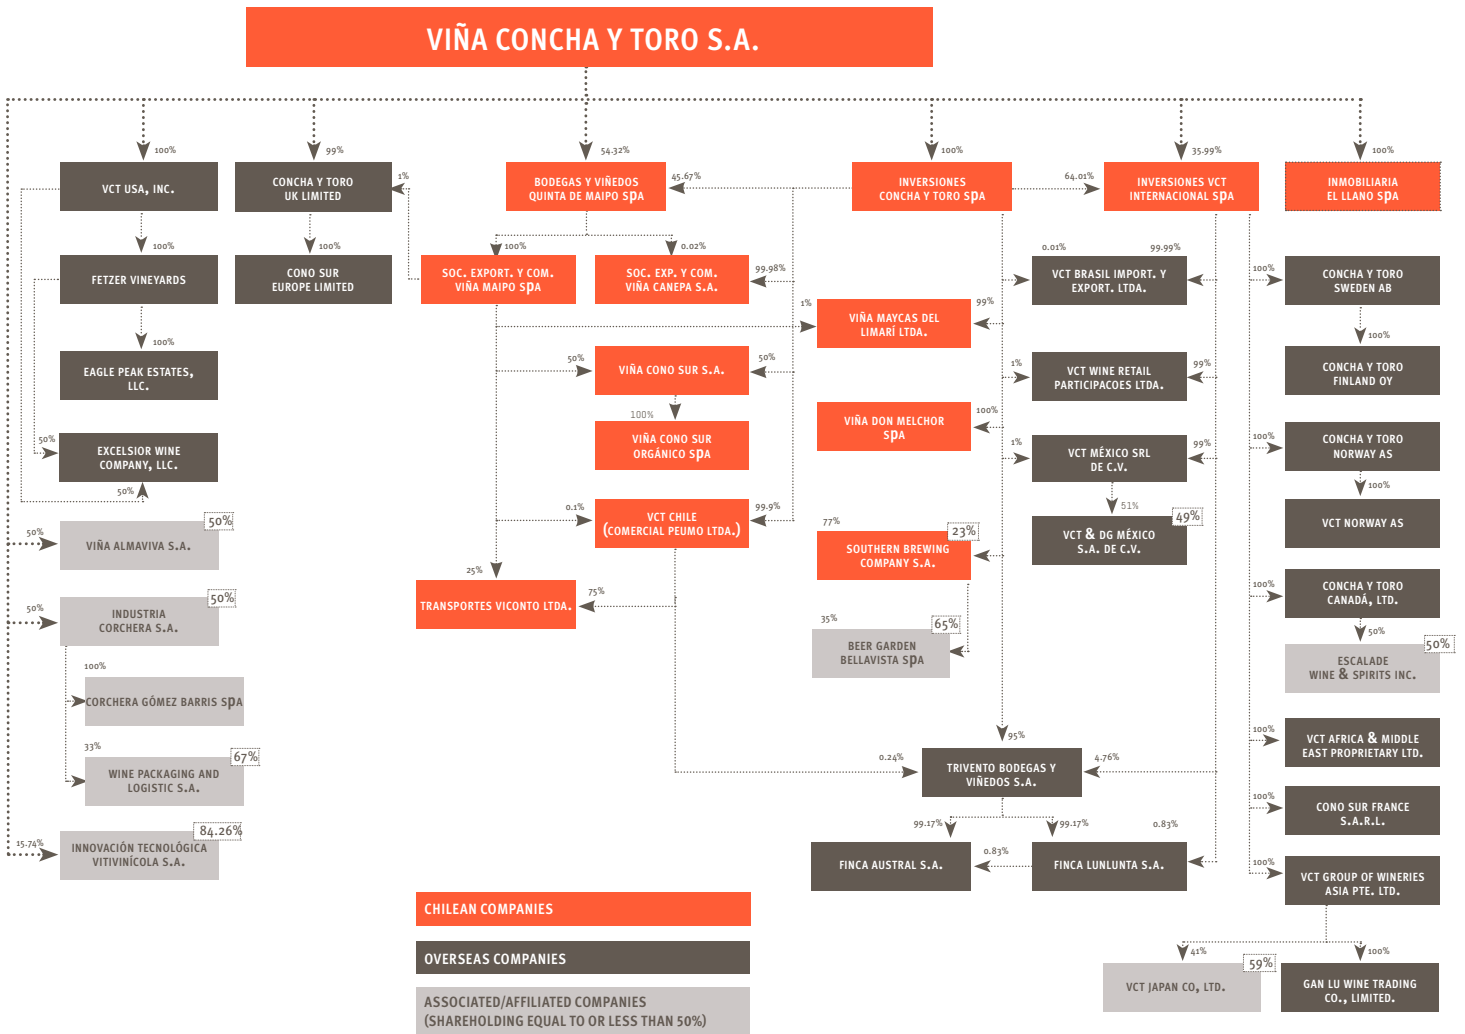 VIÑA CONCHA Y TORO S.A.
100%
99%
54.32%
100%
35.99%
100%
VCT USA, INC.
CONCHA Y TORO
UK LIMITED
1%
BODEGAS Y VIÑEDOS
QUINTA DE MAIPO SpA
45.67%
INVERSIONES
CONCHA Y TORO SpA
64.01%
INVERSIONES VCT
INTERNACIONAL SpA
INMOBILIARIA
EL LLANO SpA
100%
100%
100%
0.02%
0.01%
99.99%
FETZER VINEYARDS
CONO SUR
EUROPE LIMITED
SOC. EXPORT. Y COM.
VIÑA MAIPO SpA
SOC. EXP. Y COM.
VIÑA CANEPA S.A.
99.98%
VCT BRASIL IMPORT. Y
EXPORT. LTDA.
100%
CONCHA Y TORO
SWEDEN AB
1%
VIÑA MAYCAS DEL
LIMARÍ LTDA.
99%
100%
100%
EAGLE PEAK ESTATES,
LLC.
50%
VIÑA CONO SUR S.A.
50%
1%
VCT WINE RETAIL
PARTICIPACOES LTDA.
99%
CONCHA Y TORO
FINLAND OY
100%
VIÑA CONO SUR
ORGÁNICO SpA
VIÑA DON MELCHOR
SpA
100%
50%
EXCELSIOR WINE
COMPANY, LLC.
50%
1%
VCT MÉXICO SRL
DE C.V.
99%
100%
CONCHA Y TORO
NORWAY AS
100%
51%
50%
50%
VIÑA ALMAVIVA S.A.
0.1%
VCT CHILE
(COMERCIAL PEUMO LTDA.)
99.9%
77%
23%
SOUTHERN BREWING
COMPANY S.A.
49%
VCT & DG MÉXICO
S.A. DE C.V.
VCT NORWAY AS
25%
TRANSPORTES VICONTO LTDA.
75%
100%
CONCHA Y TORO
CANADÁ, LTD.
50%
50%
INDUSTRIA
CORCHERA S.A.
35%
65%
BEER GARDEN
BELLAVISTA SpA
50%
50%
ESCALADE
WINE & SPIRITS INC.
100%
CORCHERA GÓMEZ BARRIS SpA
33%
67%
WINE PACKAGING AND
LOGISTIC S.A.
95%
0.24%
TRIVENTO BODEGAS Y
VIÑEDOS S.A.
4.76%
100%
VCT AFRICA & MIDDLE
EAST PROPRIETARY LTD.
100%
CONO SUR FRANCE
S.A.R.L.
15.74%
84.26%
INNOVACIÓN TECNOLÓGICA
VITIVINÍCOLA S.A.
99.17%
99.17%
0.83%
FINCA AUSTRAL S.A.
0.83%
FINCA LUNLUNTA S.A.
100%
VCT GROUP OF WINERIES
ASIA PTE. LTD.
41%
59%
VCT JAPAN CO, LTD.
100%
GAN LU WINE TRADING
CO., LIMITED.
CHILEAN COMPANIES
OVERSEAS COMPANIES
ASSOCIATED/AFFILIATED COMPANIES
(SHAREHOLDING EQUAL TO OR LESS THAN 50%)